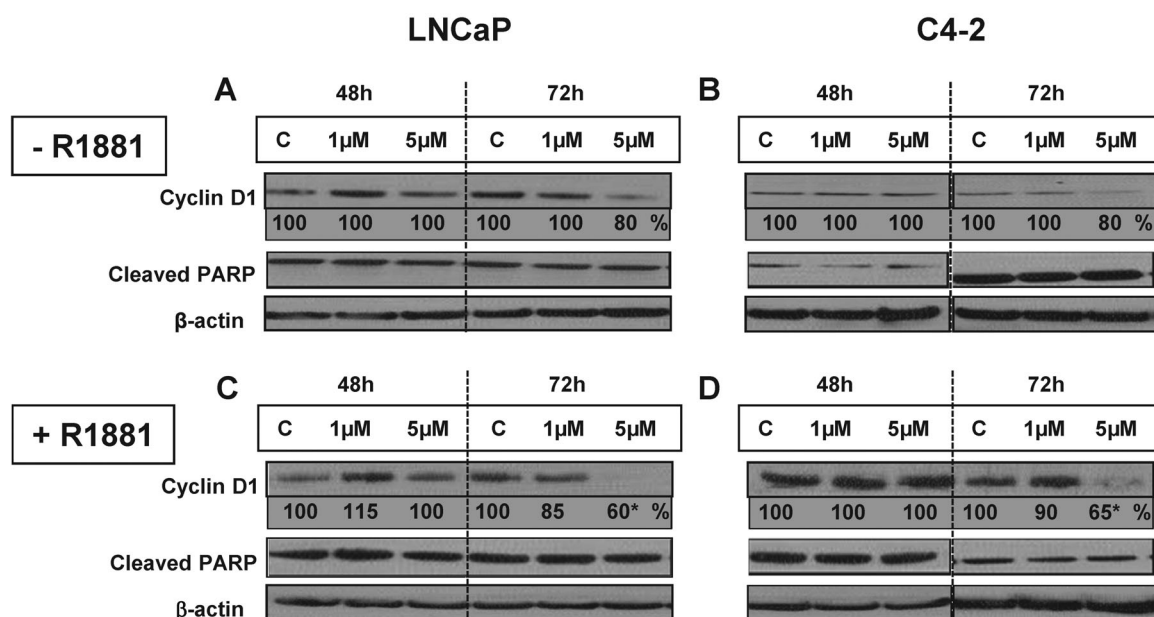 LNCaP C4-2
A 48h 72h B 48h 72h
- R1881 C 1µM 5µM C 1µM 5µM C 1µM 5µM C 1µM 5µM
Cyclin D1
100 100 100 100 100 80 % 100 100 100 100 100 80 %
Cleaved PARP
β-actin
C 48h 72h D 48h 72h
+ R1881 C 1µM 5µM C 1µM 5µM C 1µM 5µM C 1µM 5µM
Cyclin D1
100 115 100 100 85 60* % 100 100 100 100 90 65* %
Cleaved PARP
β-actin